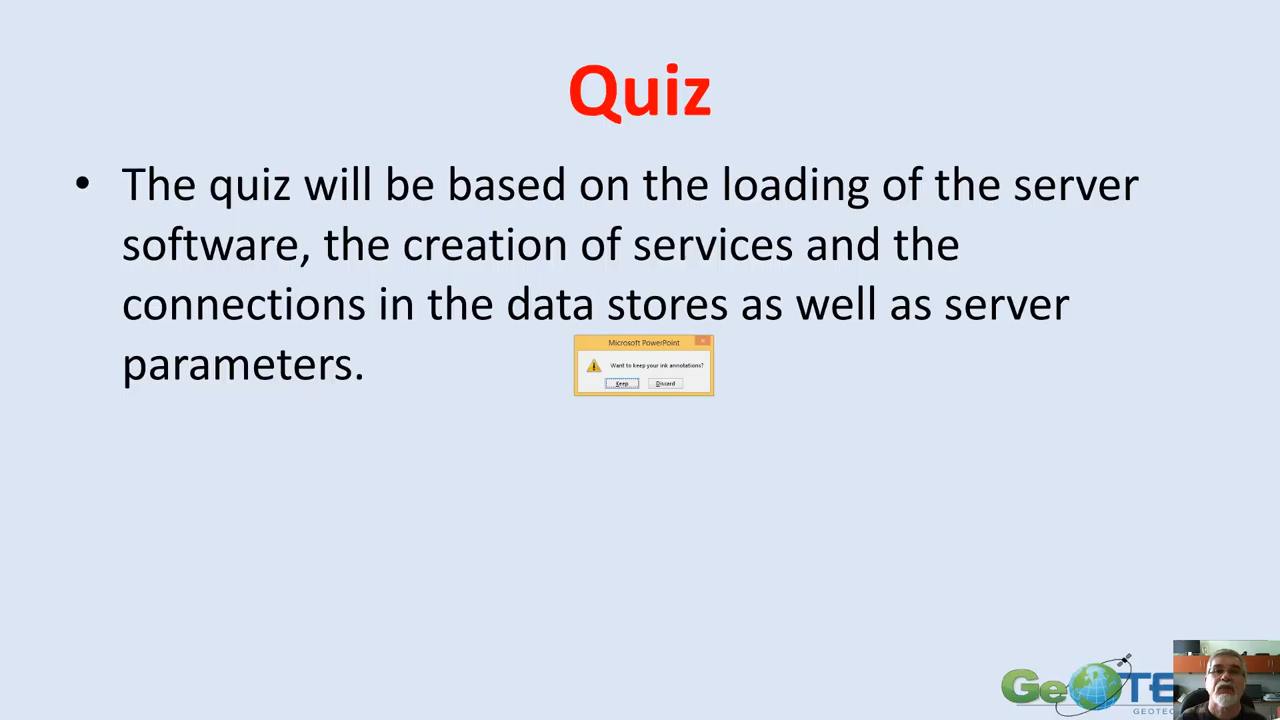 Quiz
• The quiz will be based on the loading of the server
software, the creation of services and the
connections in the data stores as well as server
parameters.
Microsoft PowerPoint
Want to keep your ink annotations?
Keep Discard
GeoTE
GEOTEC